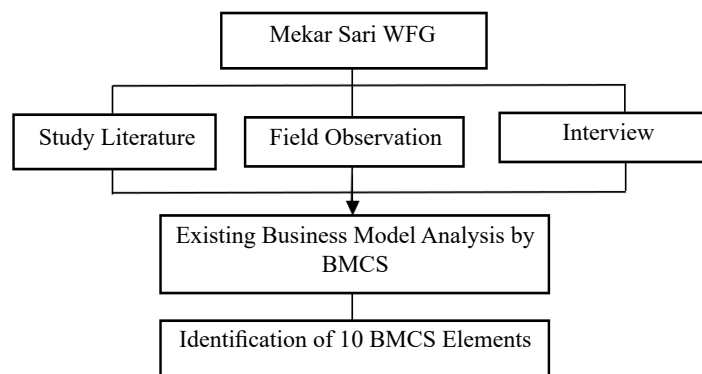 Mekar Sari WFG
Study Literature
Field Observation
Interview
Existing Business Model Analysis by
BMCS
Identification of 10 BMCS Elements